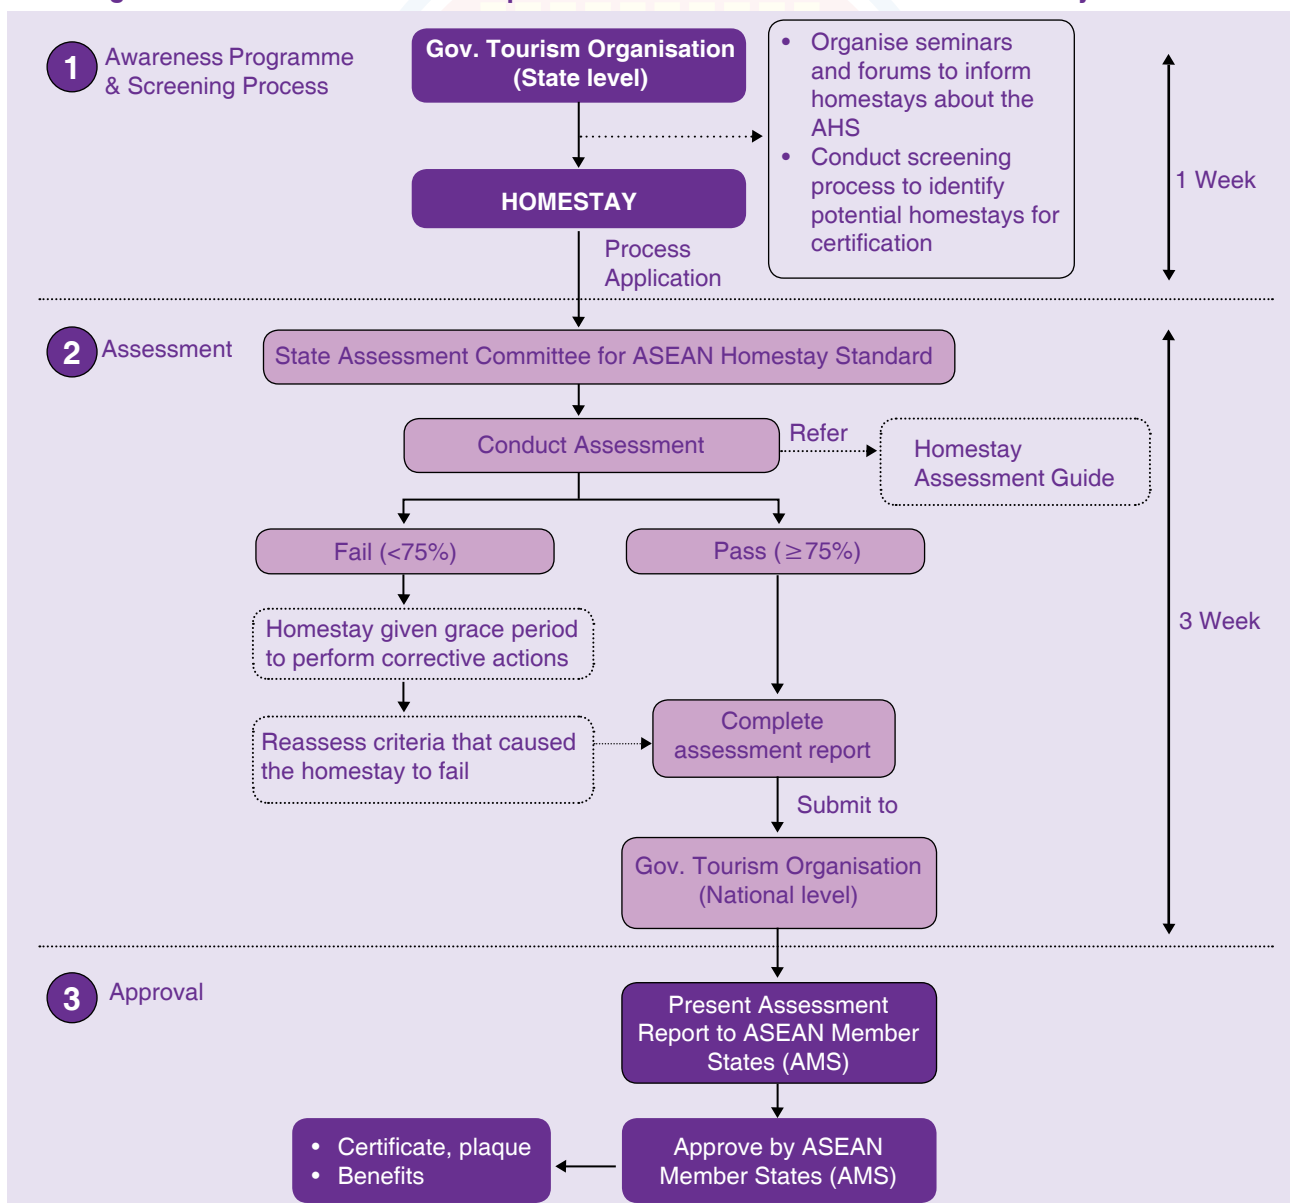 1
Awareness Programme
& Screening Process
Gov. Tourism Organisation
(State level)
• Organise seminars
and forums to inform
homestays about the
AHS
• Conduct screening
process to identify
potential homestays for
certification
1 Week
HOMESTAY
Process
Application
2
Assessment
State Assessment Committee for ASEAN Homestay Standard
Conduct Assessment
Refer
Homestay
Assessment Guide
Fail (<75%)
Pass (≥75%)
3 Week
Homestay given grace period
to perform corrective actions
Reassess criteria that caused
the homestay to fail
Complete
assessment report
Submit to
Gov. Tourism Organisation
(National level)
3
Approval
Present Assessment
Report to ASEAN Member
States (AMS)
Approve by ASEAN
Member States (AMS)
• Certificate, plaque
• Benefits